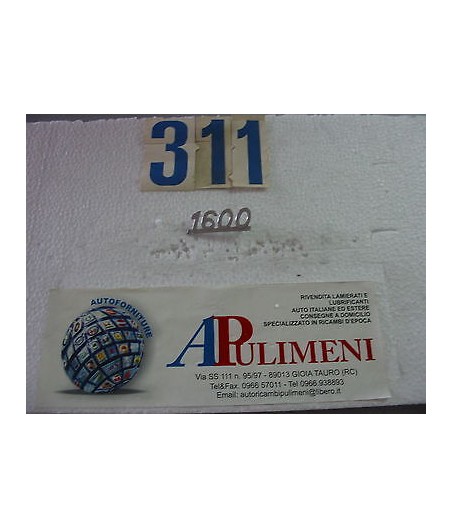 311
1600
AUTOFORNITURE
RIVENDITA LAMIERATI E
LUBRIFICANTI
AUTO ITALIANE ED ESTERE
CONSEGNE A DOMICILIO
SPECIALIZZATO IN RICAMBI D'EPOCA
APULIMENI
Via SS 111 n. 95/97 - 89013 GIOIA TAURO (RC)
Tel&Fax. 0966 57011 - Tel 0966.938893
Email: autoricambipulimeni@libero.it